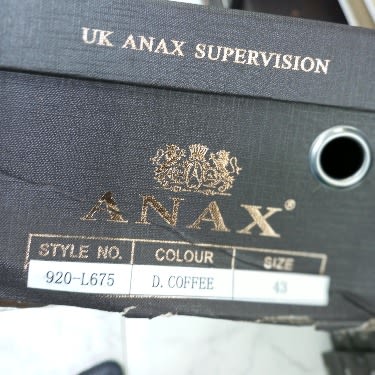 UK ANAX SUPERVISION
ANAX®
STYLE NO. COLOUR SIZE
920-L675 D. COFFEE 43